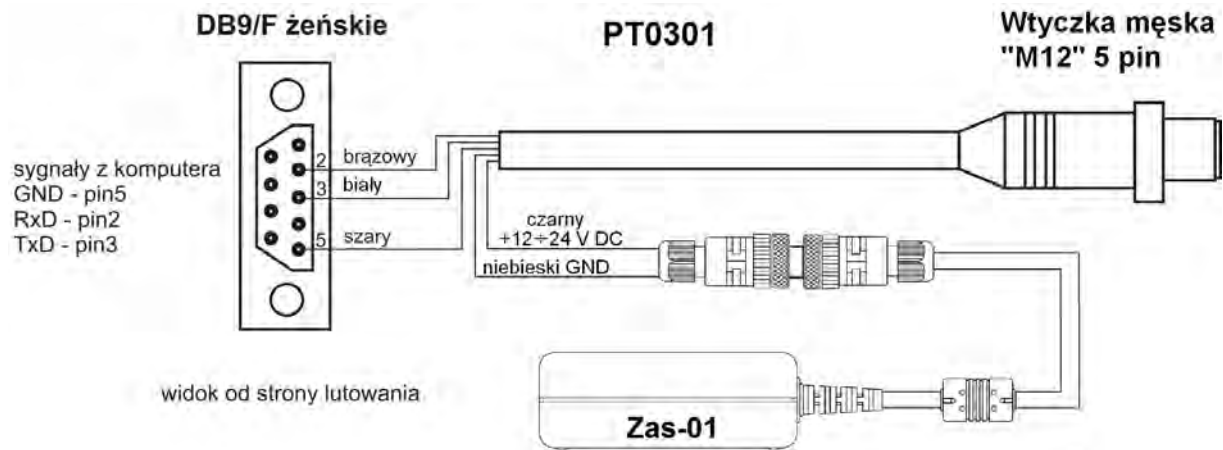 DB9/F żeńskie
PT0301
Wtyczka męska
"M12" 5 pin
sygnały z komputera
GND - pin5
RxD - pin2
TxD - pin3
2 brązowy
3 biały
5 szary
czarny
+12÷24 V DC
niebieski GND
widok od strony lutowania
Zas-01